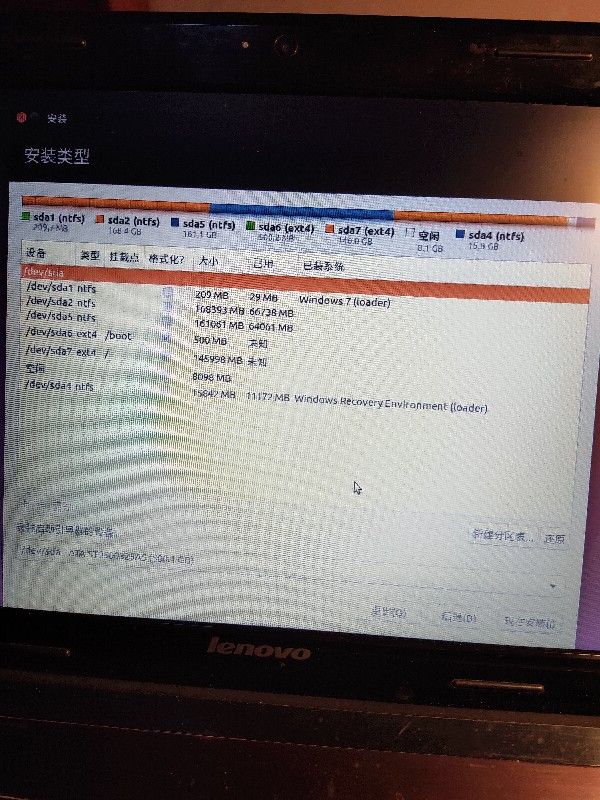 安装
安装类型
sda1 (ntfs) sda2 (ntfs) sda5 (ntfs) sda6 (ext4) sda7 (ext4) 空闲 sda4 (ntfs)
209.7 MB 168.4 GB 161.1 GB 500.2 MB 146.0 GB 8.1 GB 15.8 GB
设备 类型 挂载点 格式化? 大小 已用 已装系统
/dev/sda
/dev/sda1 ntfs 209 MB 29 MB Windows 7 (loader)
/dev/sda2 ntfs 168393 MB 66738 MB
/dev/sda5 ntfs 161061 MB 64061 MB
/dev/sda6 ext4 /boot 500 MB 未知
/dev/sda7 ext4 / 145998 MB 未知
空闲 8098 MB
/dev/sda4 ntfs 15842 MB 11172 MB Windows Recovery Environment (loader)
新建分区表... 还原
安装启动引导器的设备:
/dev/sda
退出(Q) 后退(B) 现在安装(I)
lenovo